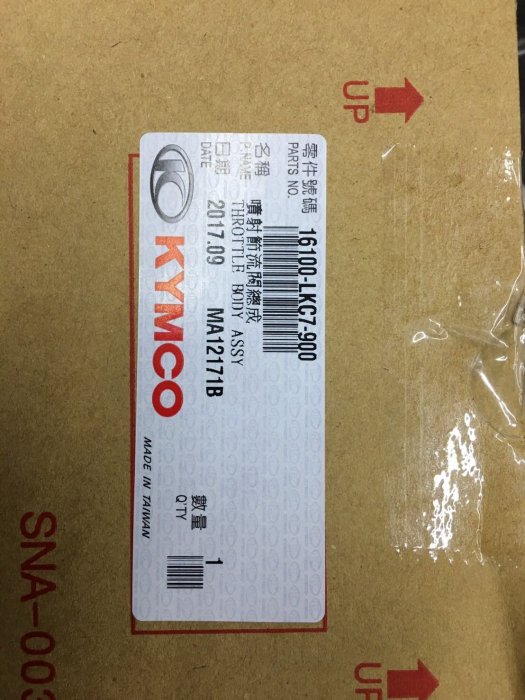 UP
零件號碼 16100-LKC7-900
PARTS NO.
名稱 噴射節流閥總成
P.NAME THROTTLE BODY ASSY
日期 2017.09 MA12171B
DATE
數量 1
Q'TY
KYMCO
MADE IN TAIWAN
SNA-003
UP